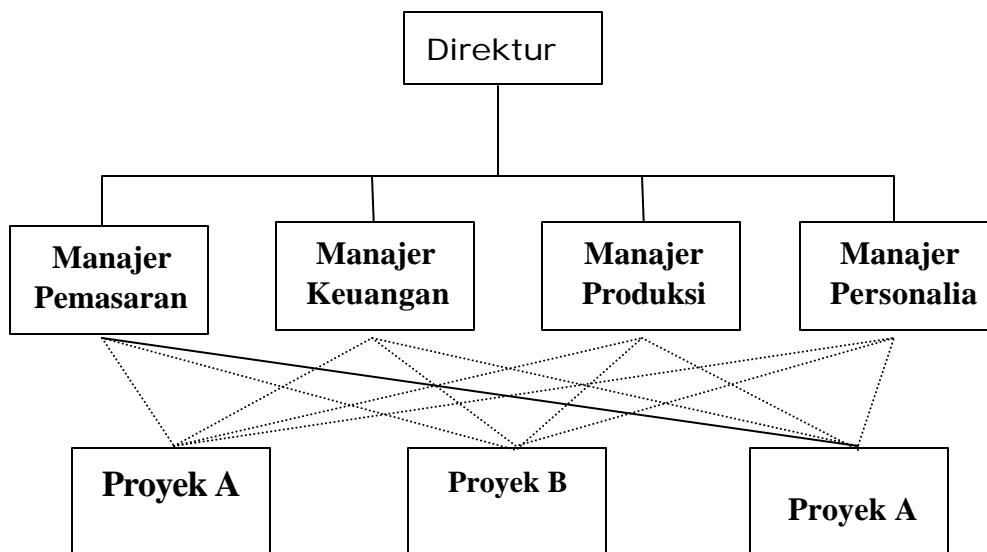 Direktur
Manajer
Pemasaran
Manajer
Keuangan
Manajer
Produksi
Manajer
Personalia
Proyek A
Proyek B
Proyek A